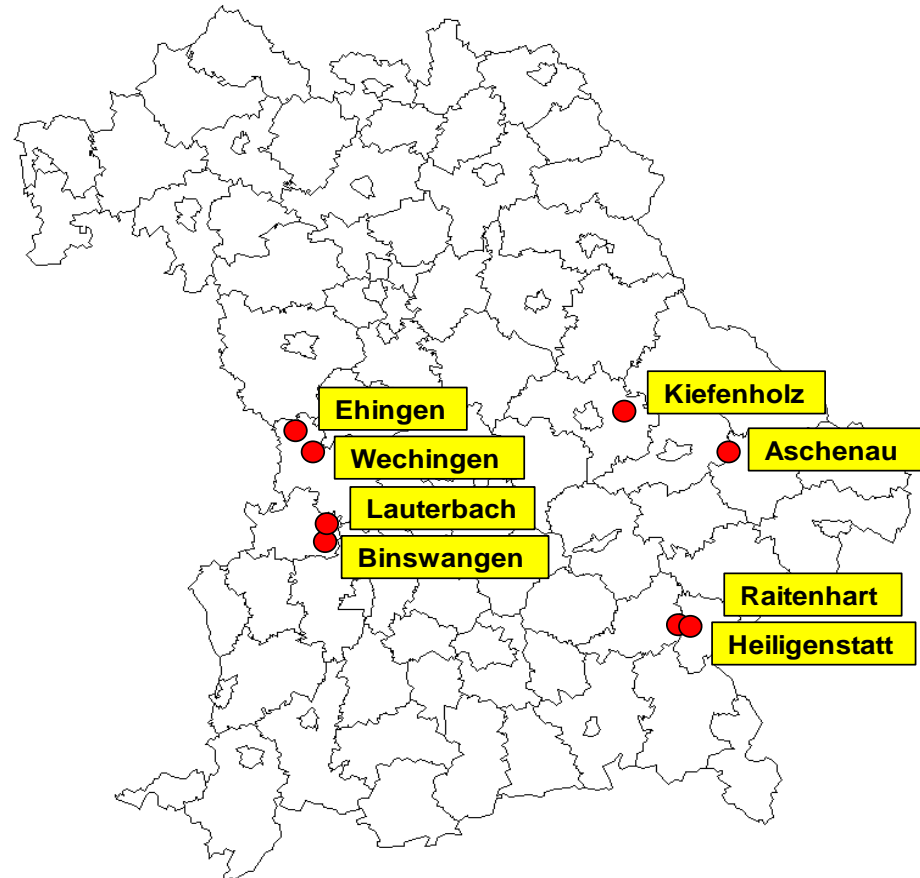 Kiefenholz
Ehingen
Aschenau
Wechingen
Lauterbach
Binswangen
Raitenhart
Heiligenstatt